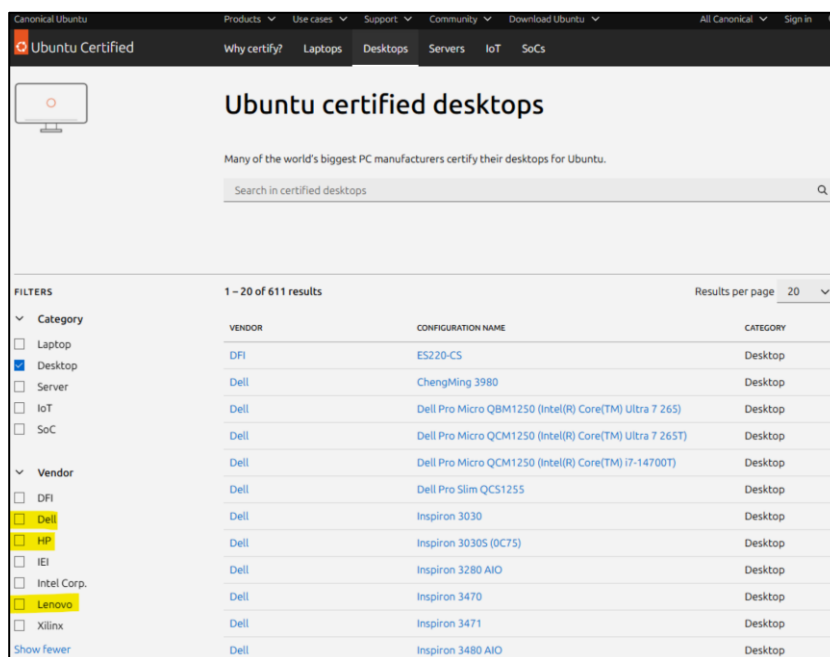 Canonical Ubuntu Products Use cases Support Community Download Ubuntu All Canonical Sign in
Ubuntu Certified Why certify? Laptops Desktops Servers IoT SoCs
Ubuntu certified desktops
Many of the world's biggest PC manufacturers certify their desktops for Ubuntu.
Search in certified desktops
FILTERS
Category
Laptop
Desktop
Server
IoT
SoC
Vendor
DFI
Dell
HP
IEI
Intel Corp.
Lenovo
Xilinx
Show fewer
1 – 20 of 611 results Results per page 20
VENDOR CONFIGURATION NAME CATEGORY
DFI ES220-CS Desktop
Dell ChengMing 3980 Desktop
Dell Dell Pro Micro QBM1250 (Intel(R) Core(TM) Ultra 7 265) Desktop
Dell Dell Pro Micro QCM1250 (Intel(R) Core(TM) Ultra 7 265T) Desktop
Dell Dell Pro Micro QCM1250 (Intel(R) Core(TM) i7-14700T) Desktop
Dell Dell Pro Slim QCS1255 Desktop
Dell Inspiron 3030 Desktop
Dell Inspiron 3030S (0C75) Desktop
Dell Inspiron 3280 AIO Desktop
Dell Inspiron 3470 Desktop
Dell Inspiron 3471 Desktop
Dell Inspiron 3480 AIO Desktop